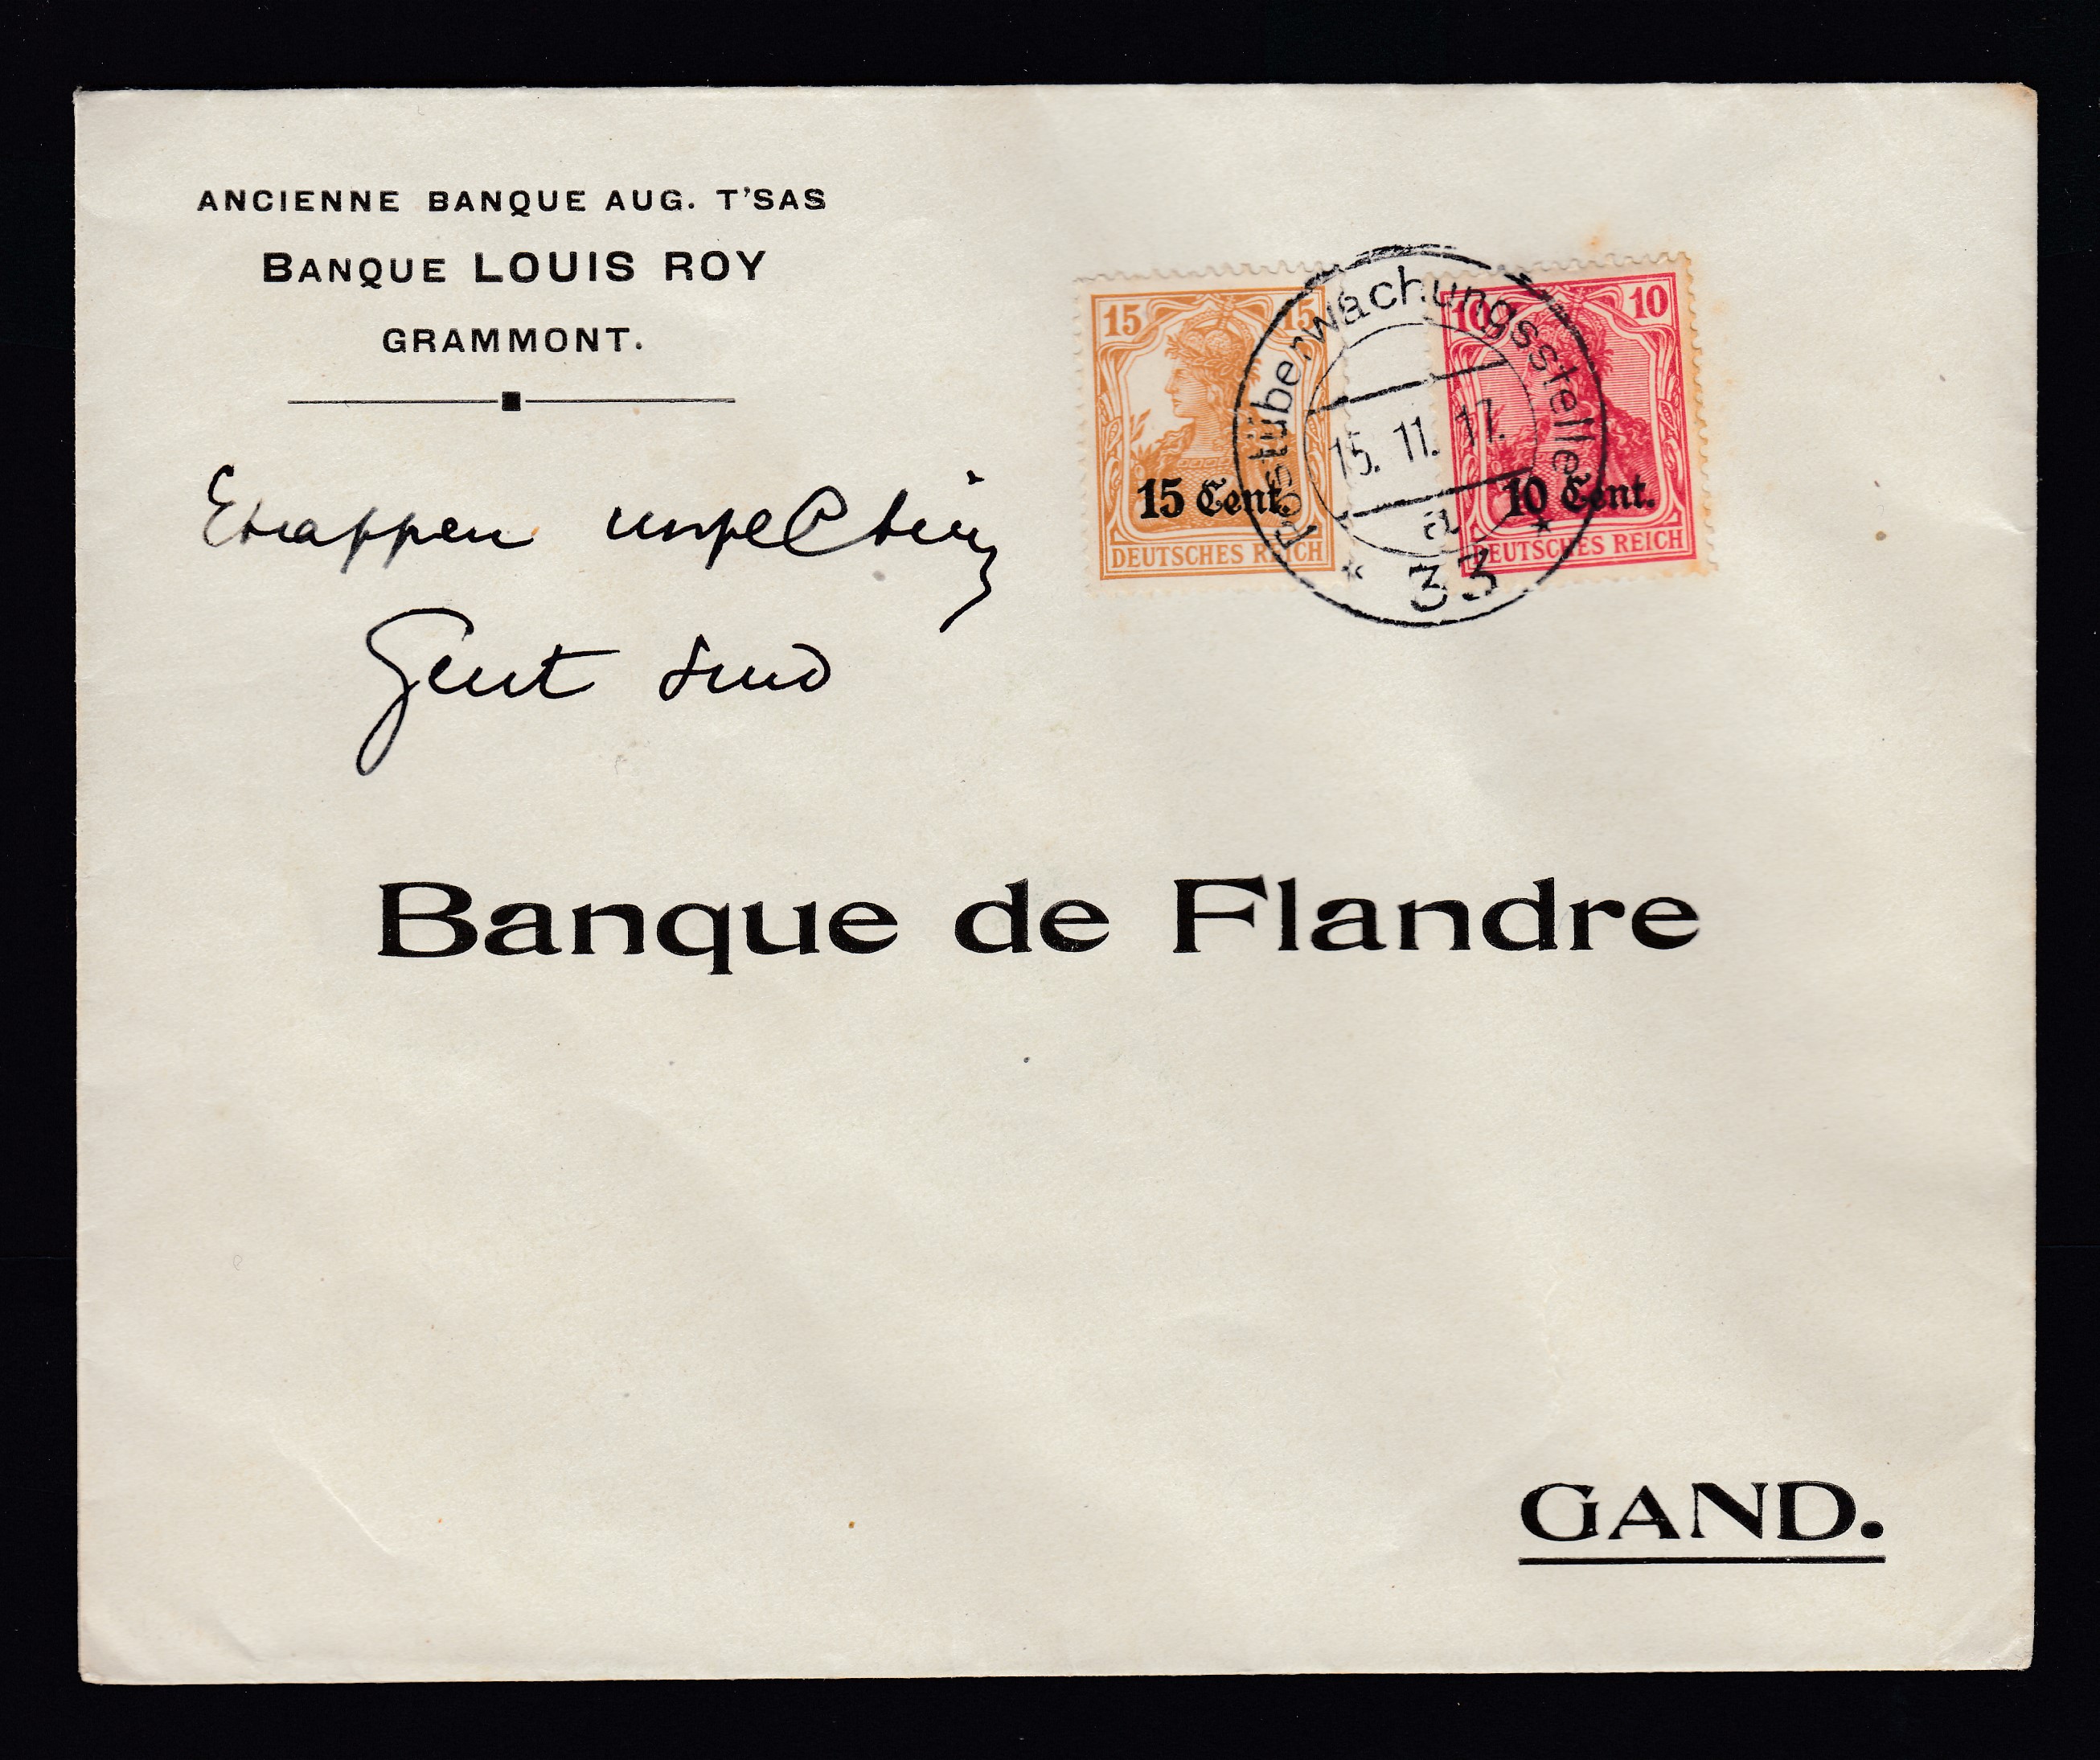 ANCIENNE BANQUE AUG. T'SAS
BANQUE LOUIS ROY
GRAMMONT.
15 15
15 Cent.
DEUTSCHES REICH
10 10
10 Cent.
DEUTSCHES REICH
Postüberwachungsstelle
15. 11. 17.
a
* 33 *
Etappen
Gent Sud
Banque de Flandre
GAND.